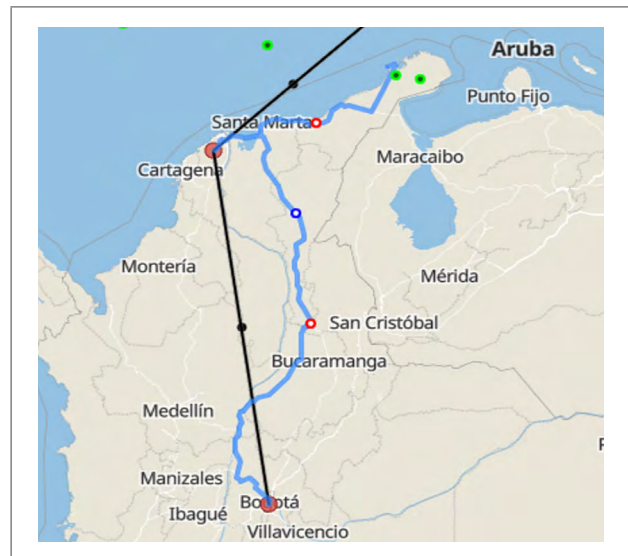 Aruba
Punto Fijo
Santa Marta
Maracaibo
Cartagena
Montería
Mérida
San Cristóbal
Bucaramanga
Medellín
Manizales
Bogotá
Ibagué
Villavicencio